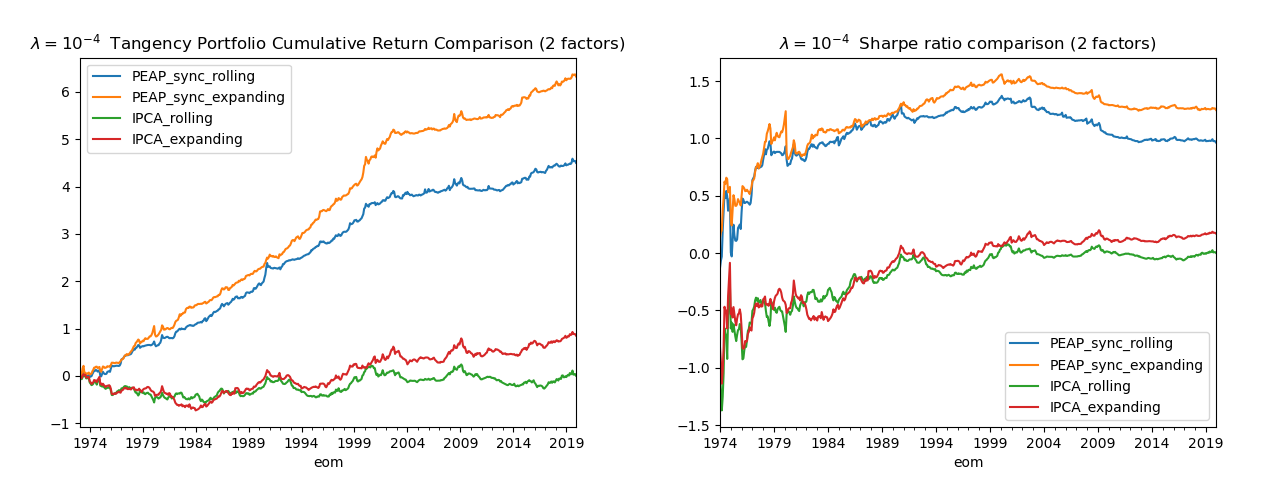 λ = 10⁻⁴ Tangency Portfolio Cumulative Return Comparison (2 factors)
PEAP_sync_rolling
PEAP_sync_expanding
IPCA_rolling
IPCA_expanding
6
5
4
3
2
1
0
−1
1974 1979 1984 1989 1994 1999 2004 2009 2014 2019
eom
λ = 10⁻⁴ Sharpe ratio comparison (2 factors)
1.5
1.0
0.5
0.0
−0.5
−1.0
−1.5
PEAP_sync_rolling
PEAP_sync_expanding
IPCA_rolling
IPCA_expanding
1974 1979 1984 1989 1994 1999 2004 2009 2014 2019
eom